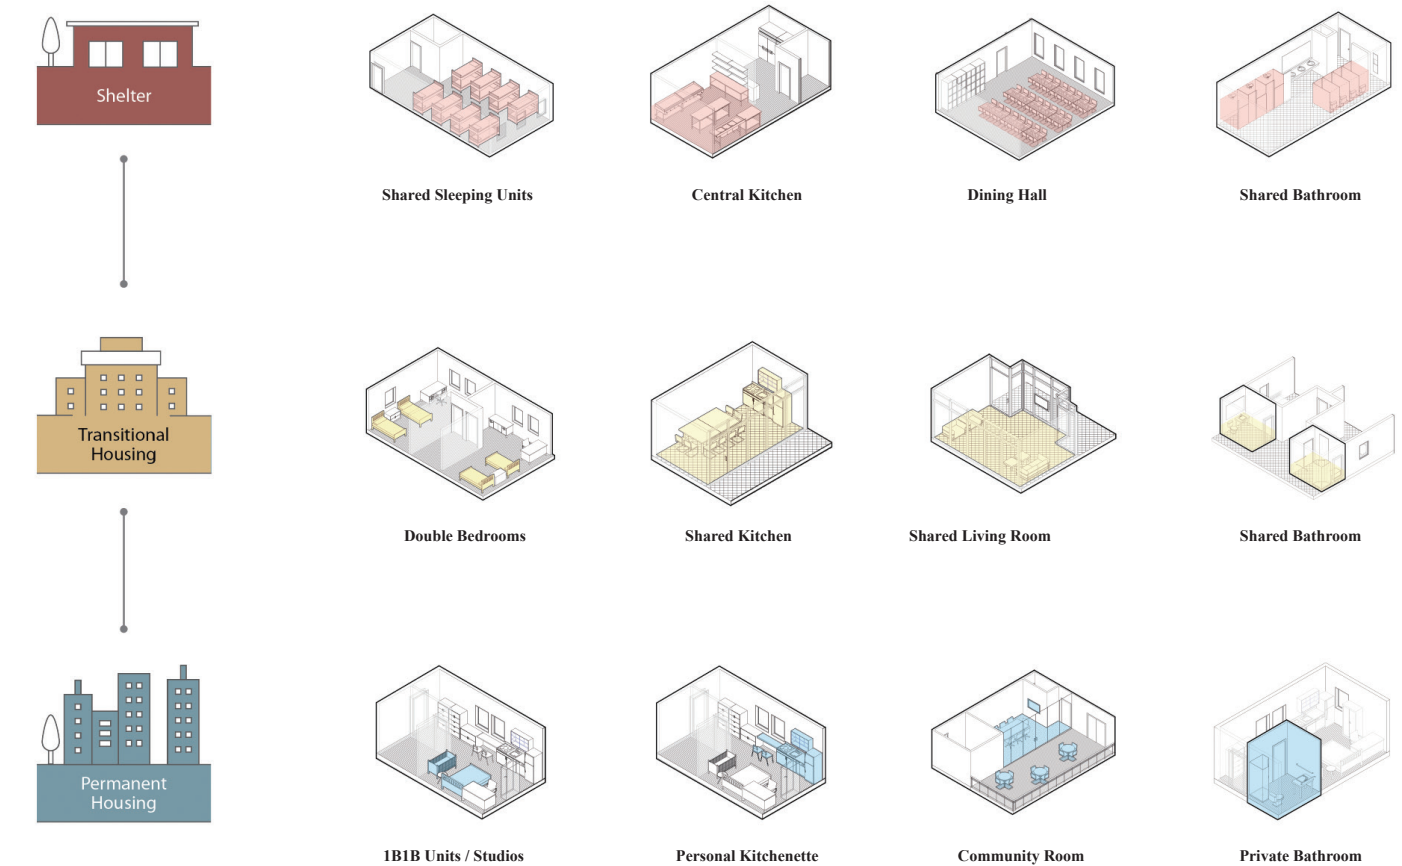 Shelter
Shared Sleeping Units
Central Kitchen
Dining Hall
Shared Bathroom
Transitional
Housing
Double Bedrooms
Shared Kitchen
Shared Living Room
Shared Bathroom
Permanent
Housing
1B1B Units / Studios
Personal Kitchenette
Community Room
Private Bathroom